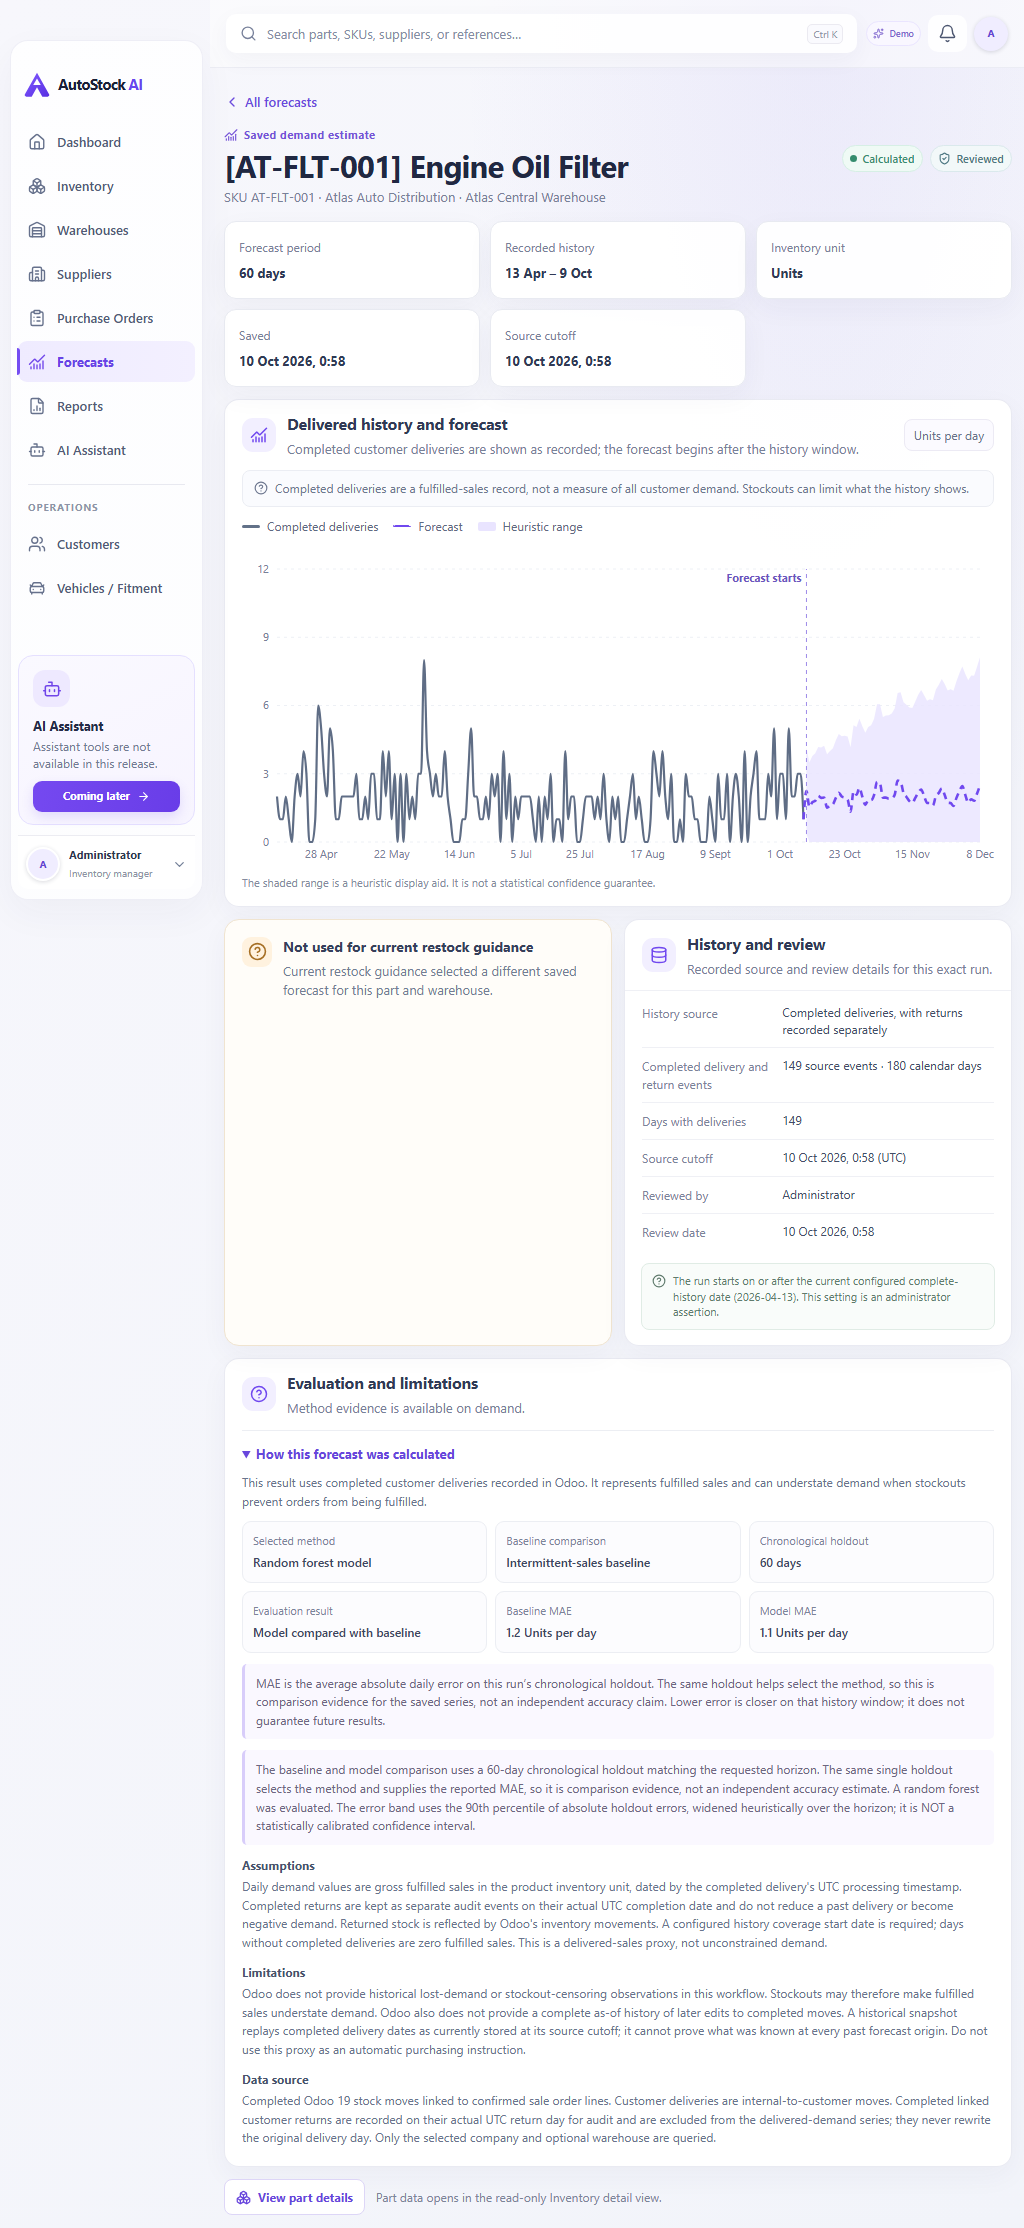 Search parts, SKUs, suppliers, or references...
Ctrl K
Demo
A
AutoStock AI
Dashboard
Inventory
Warehouses
Suppliers
Purchase Orders
Forecasts
Reports
AI Assistant
OPERATIONS
Customers
Vehicles / Fitment
AI Assistant
Assistant tools are not
available in this release.
Coming later
A
Administrator
Inventory manager
All forecasts
Saved demand estimate
[AT-FLT-001] Engine Oil Filter
SKU AT-FLT-001 · Atlas Auto Distribution · Atlas Central Warehouse
Calculated
Reviewed
Forecast period
60 days
Recorded history
13 Apr – 9 Oct
Inventory unit
Units
Saved
10 Oct 2026, 0:58
Source cutoff
10 Oct 2026, 0:58
Delivered history and forecast
Completed customer deliveries are shown as recorded; the forecast begins after the history window.
Units per day
Completed deliveries are a fulfilled-sales record, not a measure of all customer demand. Stockouts can limit what the history shows.
Completed deliveries
Forecast
Heuristic range
12
9
6
3
0
Forecast starts
28 Apr
22 May
14 Jun
5 Jul
25 Jul
17 Aug
9 Sept
1 Oct
23 Oct
15 Nov
8 Dec
The shaded range is a heuristic display aid. It is not a statistical confidence guarantee.
Not used for current restock guidance
Current restock guidance selected a different saved
forecast for this part and warehouse.
History and review
Recorded source and review details for this exact run.
History source
Completed deliveries, with returns
recorded separately
Completed delivery and
return events
149 source events · 180 calendar days
Days with deliveries
149
Source cutoff
10 Oct 2026, 0:58 (UTC)
Reviewed by
Administrator
Review date
10 Oct 2026, 0:58
The run starts on or after the current configured complete-
history date (2026-04-13). This setting is an administrator
assertion.
Evaluation and limitations
Method evidence is available on demand.
How this forecast was calculated
This result uses completed customer deliveries recorded in Odoo. It represents fulfilled sales and can understate demand when stockouts
prevent orders from being fulfilled.
Selected method
Random forest model
Baseline comparison
Intermittent-sales baseline
Chronological holdout
60 days
Evaluation result
Model compared with baseline
Baseline MAE
1.2 Units per day
Model MAE
1.1 Units per day
MAE is the average absolute daily error on this run's chronological holdout. The same holdout helps select the method, so this is
comparison evidence for the saved series, not an independent accuracy claim. Lower error is closer on that history window; it does not
guarantee future results.
The baseline and model comparison uses a 60-day chronological holdout matching the requested horizon. The same single holdout
selects the method and supplies the reported MAE, so it is comparison evidence, not an independent accuracy estimate. A random forest
was evaluated. The error band uses the 90th percentile of absolute holdout errors, widened heuristically over the horizon; it is NOT a
statistically calibrated confidence interval.
Assumptions
Daily demand values are gross fulfilled sales in the product inventory unit, dated by the completed delivery's UTC processing timestamp.
Completed returns are kept as separate audit events on their actual UTC completion date and do not reduce a past delivery or become
negative demand. Returned stock is reflected by Odoo's inventory movements. A configured history coverage start date is required; days
without completed deliveries are zero fulfilled sales. This is a delivered-sales proxy, not unconstrained demand.
Limitations
Odoo does not provide historical lost-demand or stockout-censoring observations in this workflow. Stockouts may therefore make fulfilled
sales understate demand. Odoo also does not provide a complete as-of history of later edits to completed moves. A historical snapshot
replays completed delivery dates as currently stored at its source cutoff; it cannot prove what was known at every past forecast origin. Do not
use this proxy as an automatic purchasing instruction.
Data source
Completed Odoo 19 stock moves linked to confirmed sale order lines. Customer deliveries are internal-to-customer moves. Completed linked
customer returns are recorded on their actual UTC return day for audit and are excluded from the delivered-demand series; they never rewrite
the original delivery day. Only the selected company and optional warehouse are queried.
View part details
Part data opens in the read-only Inventory detail view.